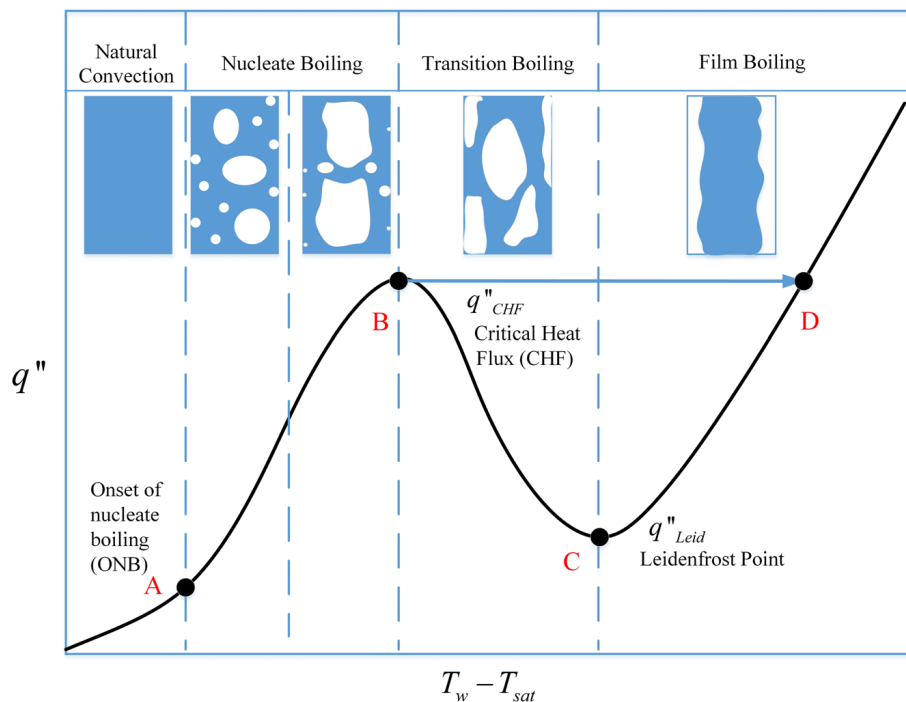 Natural
Convection
Nucleate Boiling
Transition Boiling
Film Boiling
B
q"CHF
Critical Heat
Flux (CHF)
D
q"
Onset of
nucleate
boiling
(ONB)
A
C
q"Leid
Leidenfrost Point
Tw − Tsat